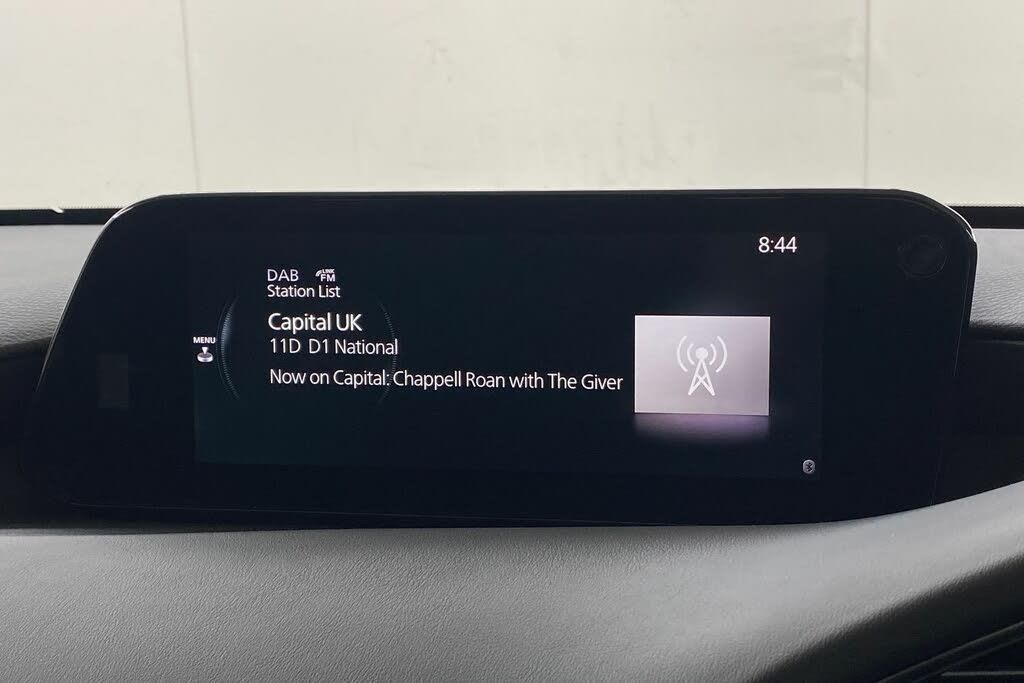 8:44
DAB LINK FM
Station List
Capital UK
MENU
11D D1 National
Now on Capital: Chappell Roan with The Giver